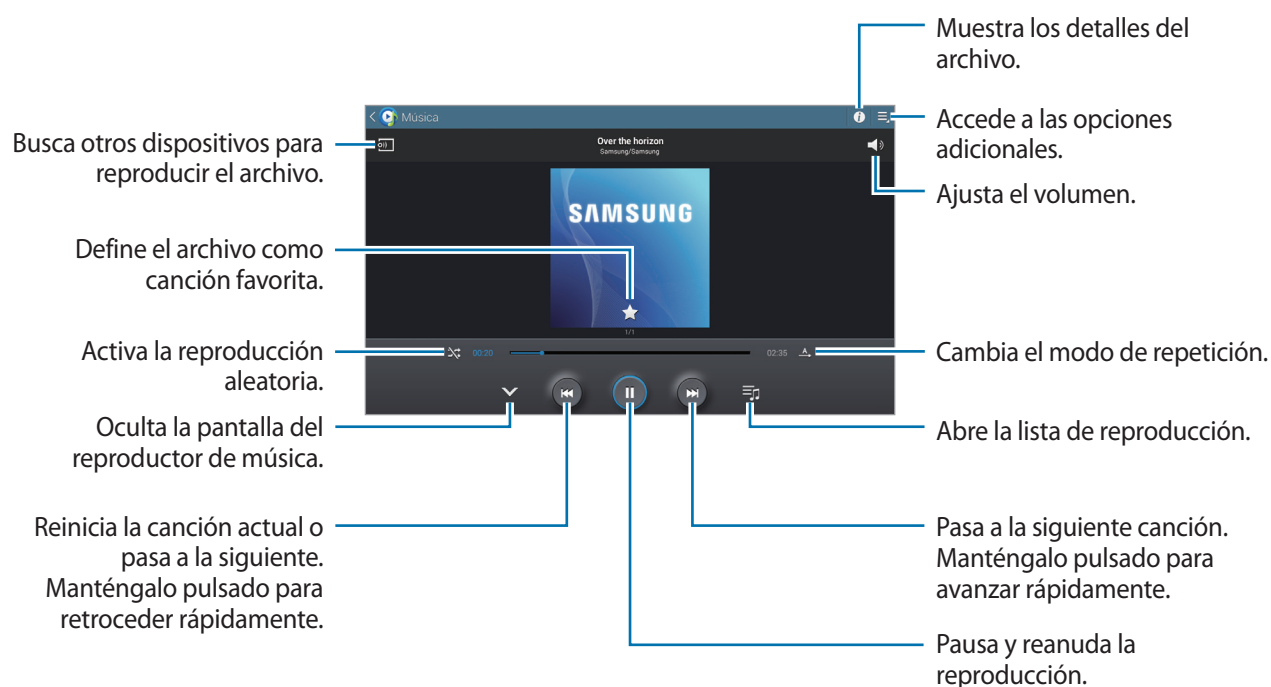 Muestra los detalles del
archivo.
Música
Accede a las opciones
adicionales.
Busca otros dispositivos para
reproducir el archivo.
Over the horizon
Samsung/Samsung
Ajusta el volumen.
SAMSUNG
Define el archivo como
canción favorita.
1/1
Activa la reproducción
aleatoria.
00:20
02:35
A
Cambia el modo de repetición.
Oculta la pantalla del
reproductor de música.
Abre la lista de reproducción.
Reinicia la canción actual o
pasa a la siguiente.
Manténgalo pulsado para
retroceder rápidamente.
Pasa a la siguiente canción.
Manténgalo pulsado para
avanzar rápidamente.
Pausa y reanuda la
reproducción.